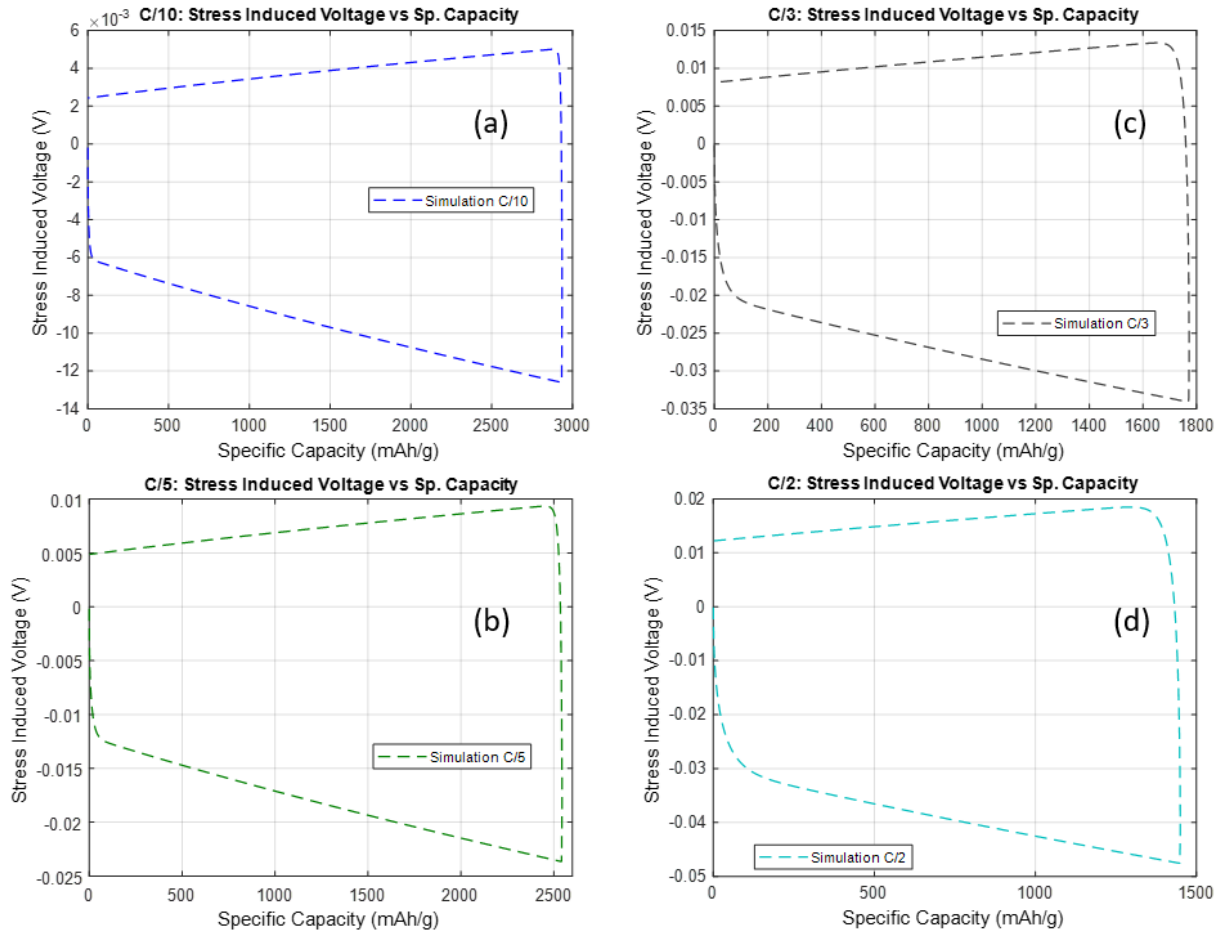 C/10: Stress Induced Voltage vs Sp. Capacity
×10⁻³
6
4
2
0
-2
-4
-6
-8
-10
-12
-14
Stress Induced Voltage (V)
(a)
Simulation C/10
0 500 1000 1500 2000 2500 3000
Specific Capacity (mAh/g)
C/3: Stress Induced Voltage vs Sp. Capacity
0.015
0.01
0.005
0
-0.005
-0.01
-0.015
-0.02
-0.025
-0.03
-0.035
Stress Induced Voltage (V)
(c)
Simulation C/3
0 200 400 600 800 1000 1200 1400 1600 1800
Specific Capacity (mAh/g)
C/5: Stress Induced Voltage vs Sp. Capacity
0.01
0.005
0
-0.005
-0.01
-0.015
-0.02
-0.025
Stress Induced Voltage (V)
(b)
Simulation C/5
0 500 1000 1500 2000 2500
Specific Capacity (mAh/g)
C/2: Stress Induced Voltage vs Sp. Capacity
0.02
0.01
0
-0.01
-0.02
-0.03
-0.04
-0.05
Stress Induced Voltage (V)
(d)
Simulation C/2
0 500 1000 1500
Specific Capacity (mAh/g)